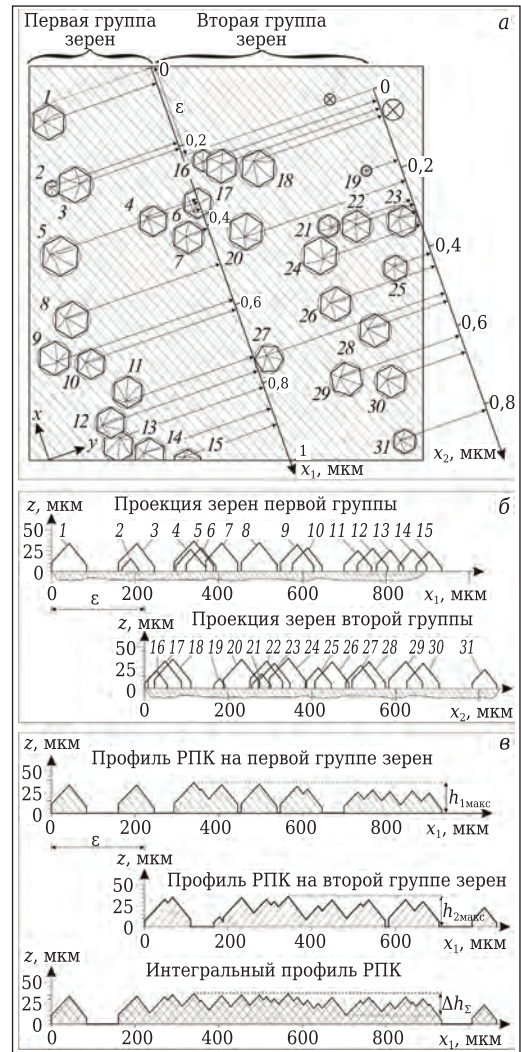 Первая группа зерен
Вторая группа зерен
а
0
0
1
ε
0,2
16
17
18
19
0,2
2
3
4
6
0,4
5
7
20
21
22
23
24
0,4
25
8
0,6
26
9
10
27
28
0,6
11
0,8
29
30
12
13
14
15
31
0,8
x
y
1
x₁, мкм
x₂, мкм
z, мкм
Проекция зерен первой группы
б
50
25
0
1 2 3 4 5 6 7 8 9 10 11 12 13 14 15
0 200 400 600 800 x₁, мкм
ε
z, мкм
Проекция зерен второй группы
50
25
0
16 17 18 19 20 21 22 23 24 25 26 27 28 29 30 31
0 200 400 600 x₂, мкм
z, мкм
в
Профиль РПК на первой группе зерен
50
25
0
h₁макс
0 200 400 600 800 x₁, мкм
ε
z, мкм
Профиль РПК на второй группе зерен
50
25
0
h₂макс
0 200 400 600 x₁, мкм
z, мкм
Интегральный профиль РПК
50
25
0
Δh_Σ
0 200 400 600 800 x₁, мкм